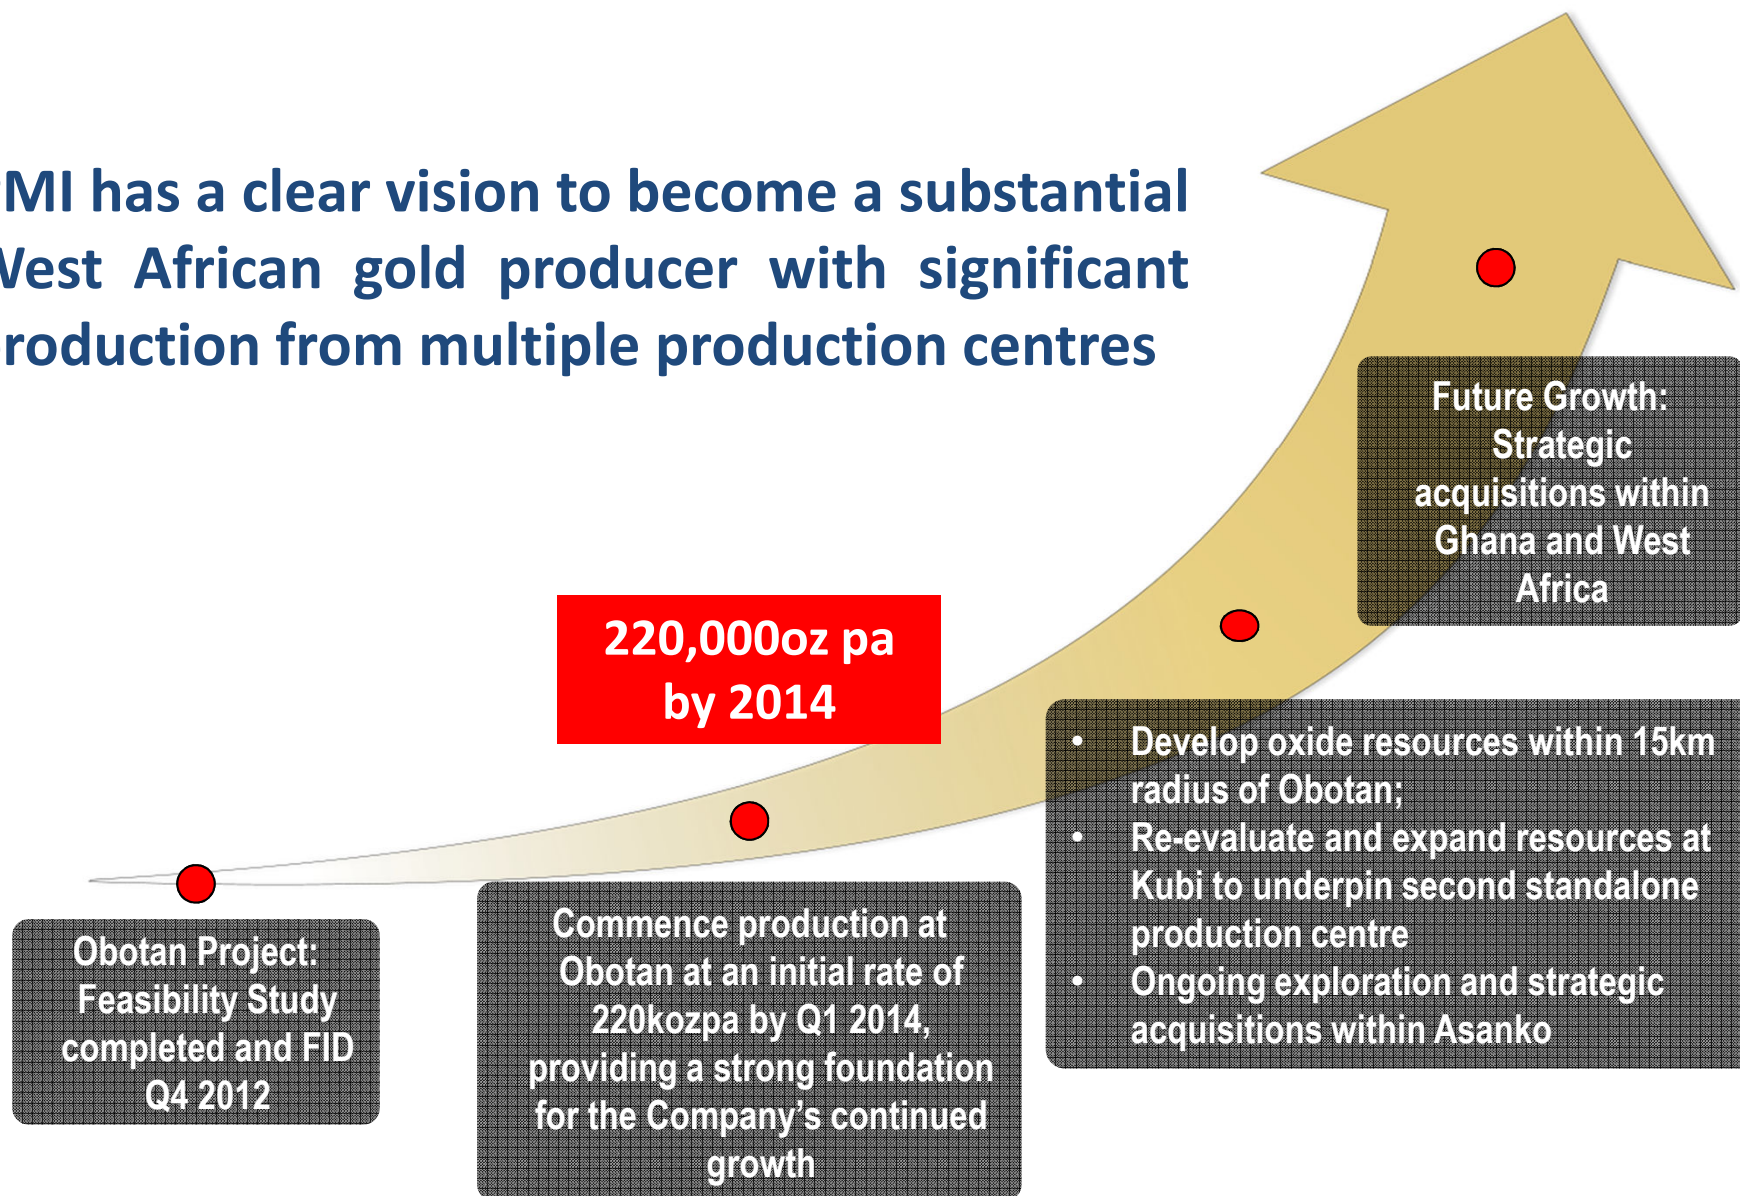 MI has a clear vision to become a substantial
West African gold producer with significant
production from multiple production centres
Future Growth:
Strategic
acquisitions within
Ghana and West
Africa
220,000oz pa
by 2014
• Develop oxide resources within 15km
radius of Obotan;
• Re-evaluate and expand resources at
Kubi to underpin second standalone
production centre
• Ongoing exploration and strategic
acquisitions within Asanko
Obotan Project:
Feasibility Study
completed and FID
Q4 2012
Commence production at
Obotan at an initial rate of
220kozpa by Q1 2014,
providing a strong foundation
for the Company's continued
growth